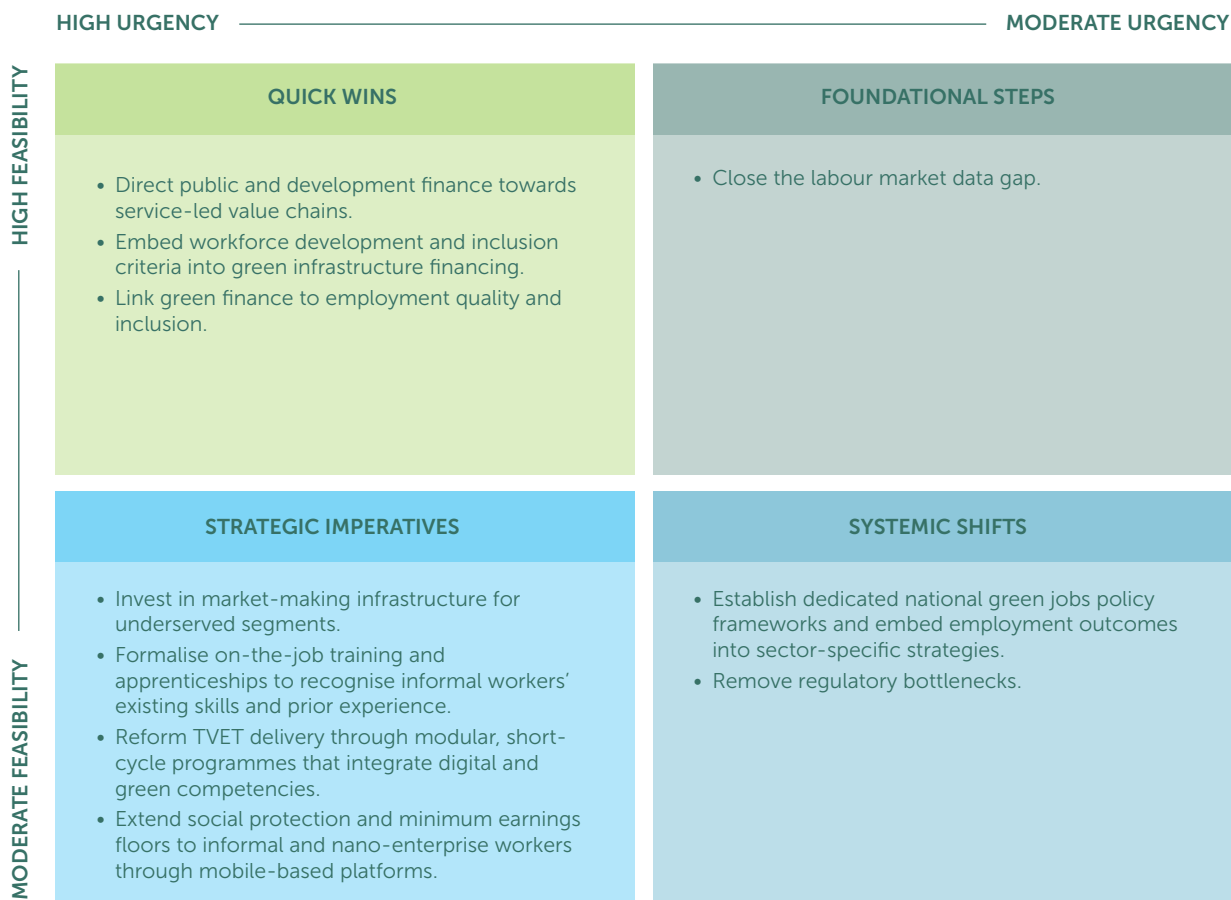 HIGH URGENCY
MODERATE URGENCY
HIGH FEASIBILITY
MODERATE FEASIBILITY
QUICK WINS
• Direct public and development finance towards
service-led value chains.
• Embed workforce development and inclusion
criteria into green infrastructure financing.
• Link green finance to employment quality and
inclusion.
FOUNDATIONAL STEPS
• Close the labour market data gap.
STRATEGIC IMPERATIVES
• Invest in market-making infrastructure for
underserved segments.
• Formalise on-the-job training and
apprenticeships to recognise informal workers’
existing skills and prior experience.
• Reform TVET delivery through modular, short-
cycle programmes that integrate digital and
green competencies.
• Extend social protection and minimum earnings
floors to informal and nano-enterprise workers
through mobile-based platforms.
SYSTEMIC SHIFTS
• Establish dedicated national green jobs policy
frameworks and embed employment outcomes
into sector-specific strategies.
• Remove regulatory bottlenecks.